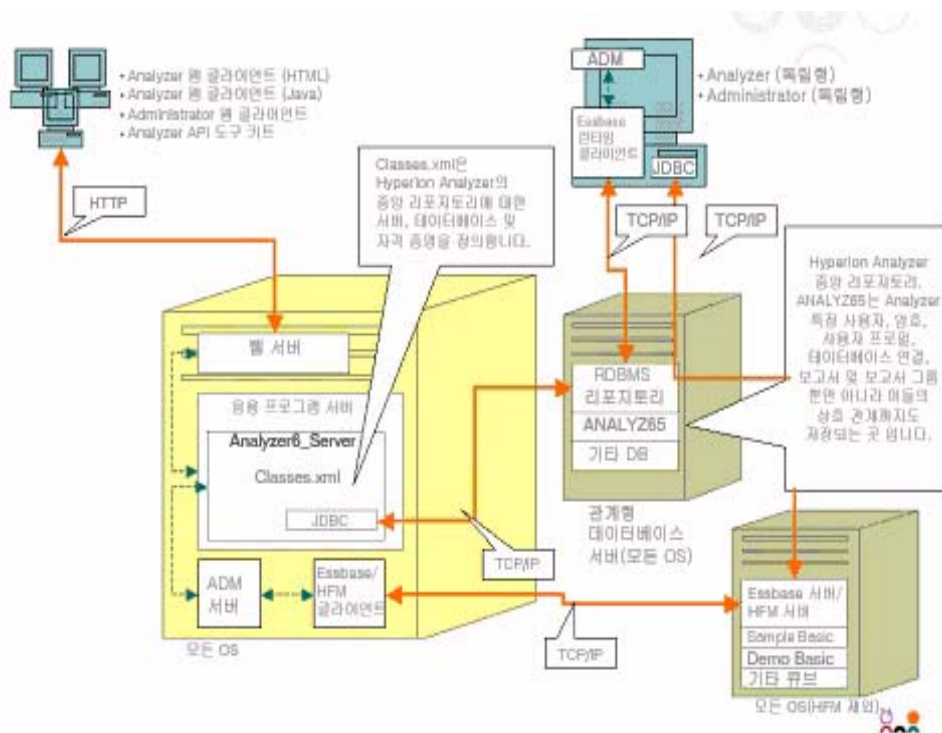 • Analyzer 웹 클라이언트 (HTML)
• Analyzer 웹 클라이언트 (Java)
• Administrator 웹 클라이언트
• Analyzer API 도구 키트
ADM
Essbase
런타임
클라이언트
JDBC
• Analyzer (독립형)
• Administrator (독립형)
HTTP
Classes.xml은
Hyperion Analyzer의
중앙 리포지토리에 대한
서버, 데이터베이스 및
자격 증명을 정의합니다.
TCP/IP
TCP/IP
Hyperion Analyzer
중앙 리포지토리.
ANALYZ65는 Analyzer
특정 사용자, 암호,
사용자 프로필,
데이터베이스 연결,
보고서 및 보고서 그룹
뿐만 아니라 이들의
상호 관계까지도
저장되는 곳 입니다.
웹 서버
응용 프로그램 서버
Analyzer6_Server
Classes.xml
JDBC
RDBMS
리포지토리
ANALYZ65
기타 DB
관계형
데이터베이스
서버(모든 OS)
TCP/IP
ADM
서버
Essbase/
HFM
클라이언트
모든 OS
TCP/IP
Essbase 서버/
HFM 서버
Sample Basic
Demo Basic
기타 큐브
모든 OS(HFM 제외)